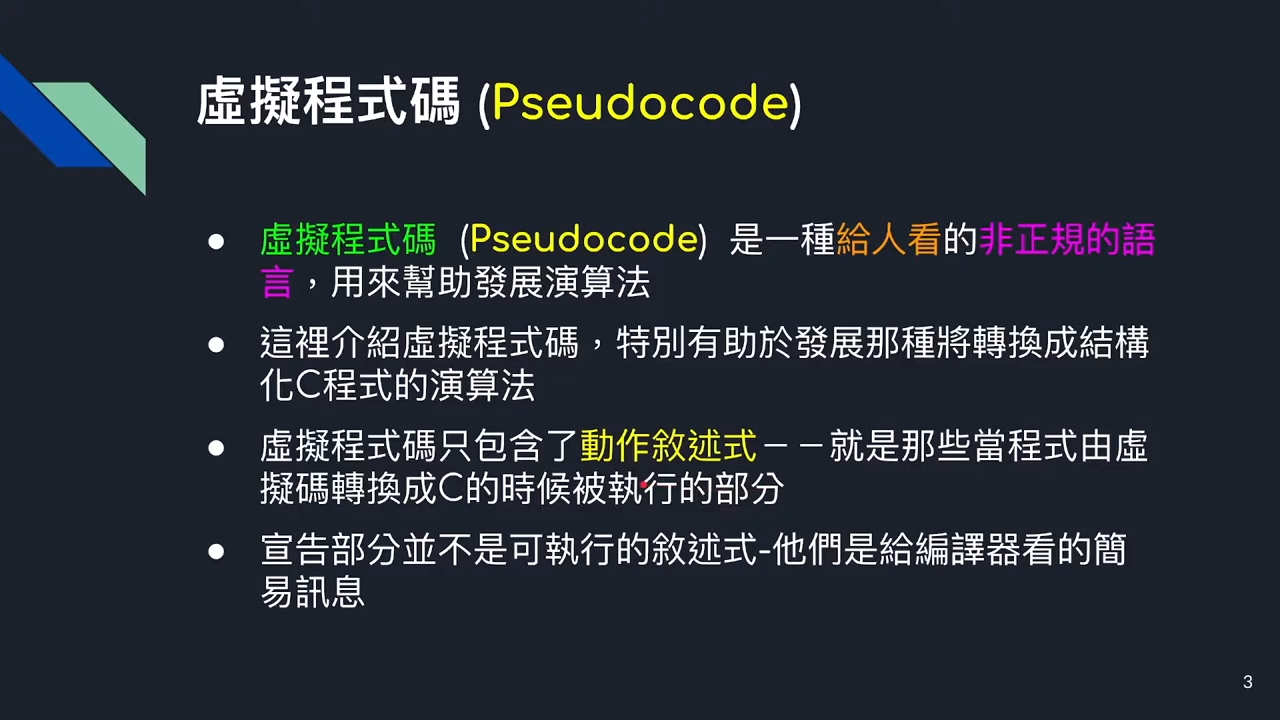 虛擬程式碼 (Pseudocode)
● 虛擬程式碼 (Pseudocode) 是一種給人看的非正規的語
言，用來幫助發展演算法
● 這裡介紹虛擬程式碼，特別有助於發展那種將轉換成結構
化C程式的演算法
● 虛擬程式碼只包含了動作敘述式－－就是那些當程式由虛
擬碼轉換成C的時候被執行的部分
● 宣告部分並不是可執行的敘述式-他們是給編譯器看的簡
易訊息
3